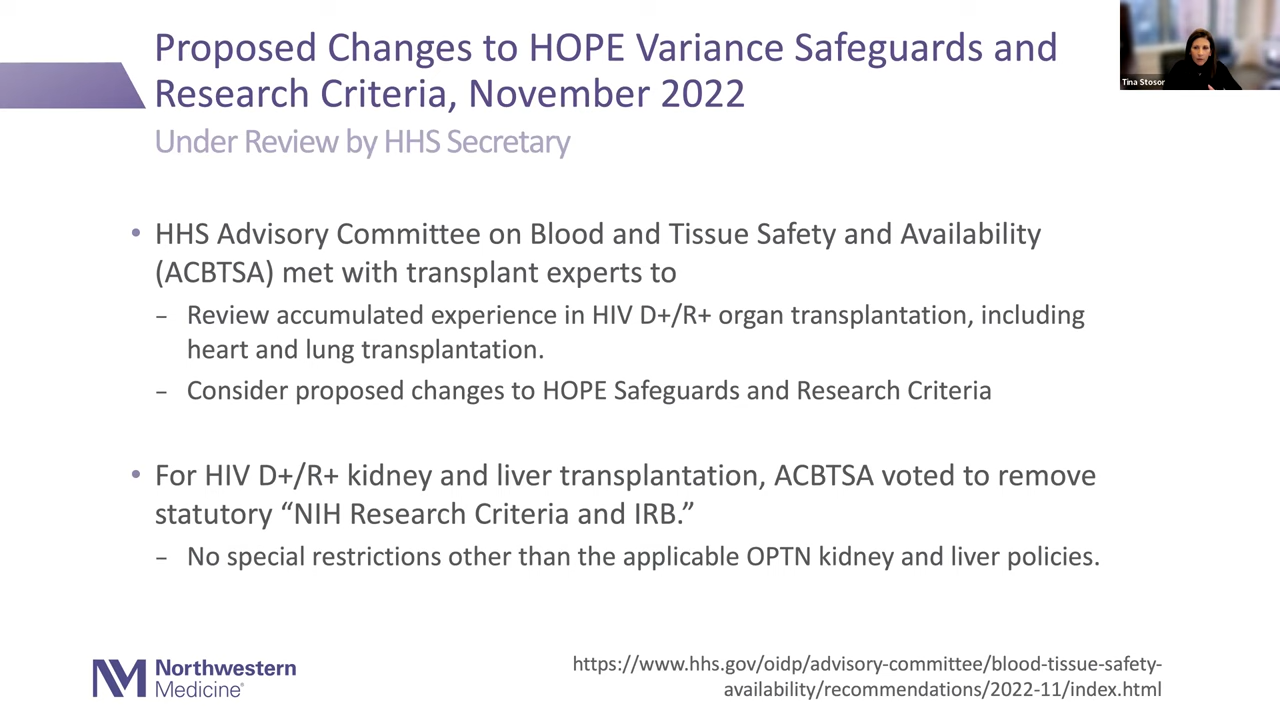 Proposed Changes to HOPE Variance Safeguards and
Research Criteria, November 2022
Under Review by HHS Secretary
Tina Stosor
• HHS Advisory Committee on Blood and Tissue Safety and Availability
(ACBTSA) met with transplant experts to
– Review accumulated experience in HIV D+/R+ organ transplantation, including
heart and lung transplantation.
– Consider proposed changes to HOPE Safeguards and Research Criteria
• For HIV D+/R+ kidney and liver transplantation, ACBTSA voted to remove
statutory “NIH Research Criteria and IRB.”
– No special restrictions other than the applicable OPTN kidney and liver policies.
NM Northwestern
Medicine®
https://www.hhs.gov/oidp/advisory-committee/blood-tissue-safety-
availability/recommendations/2022-11/index.html